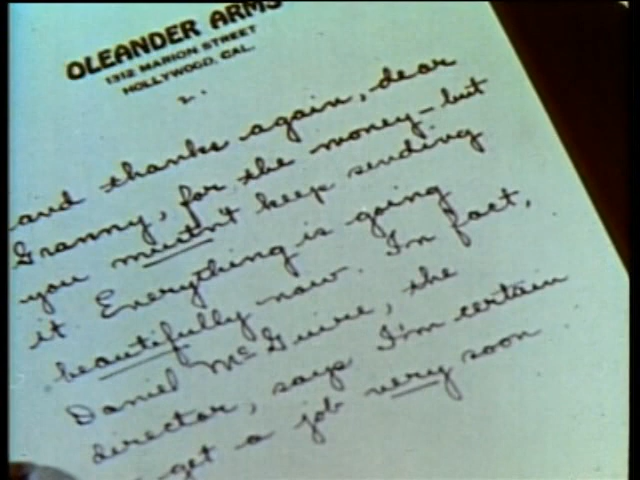 OLEANDER ARMS
1312 MARION STREET
HOLLYWOOD, CAL.
2.
and thanks again, dear
Granny, for the money - but
you mustn't keep sending
it. Everything is going
beautifully now. In fact,
Daniel McGuire, the
director, says I'm certain
get a job very soon